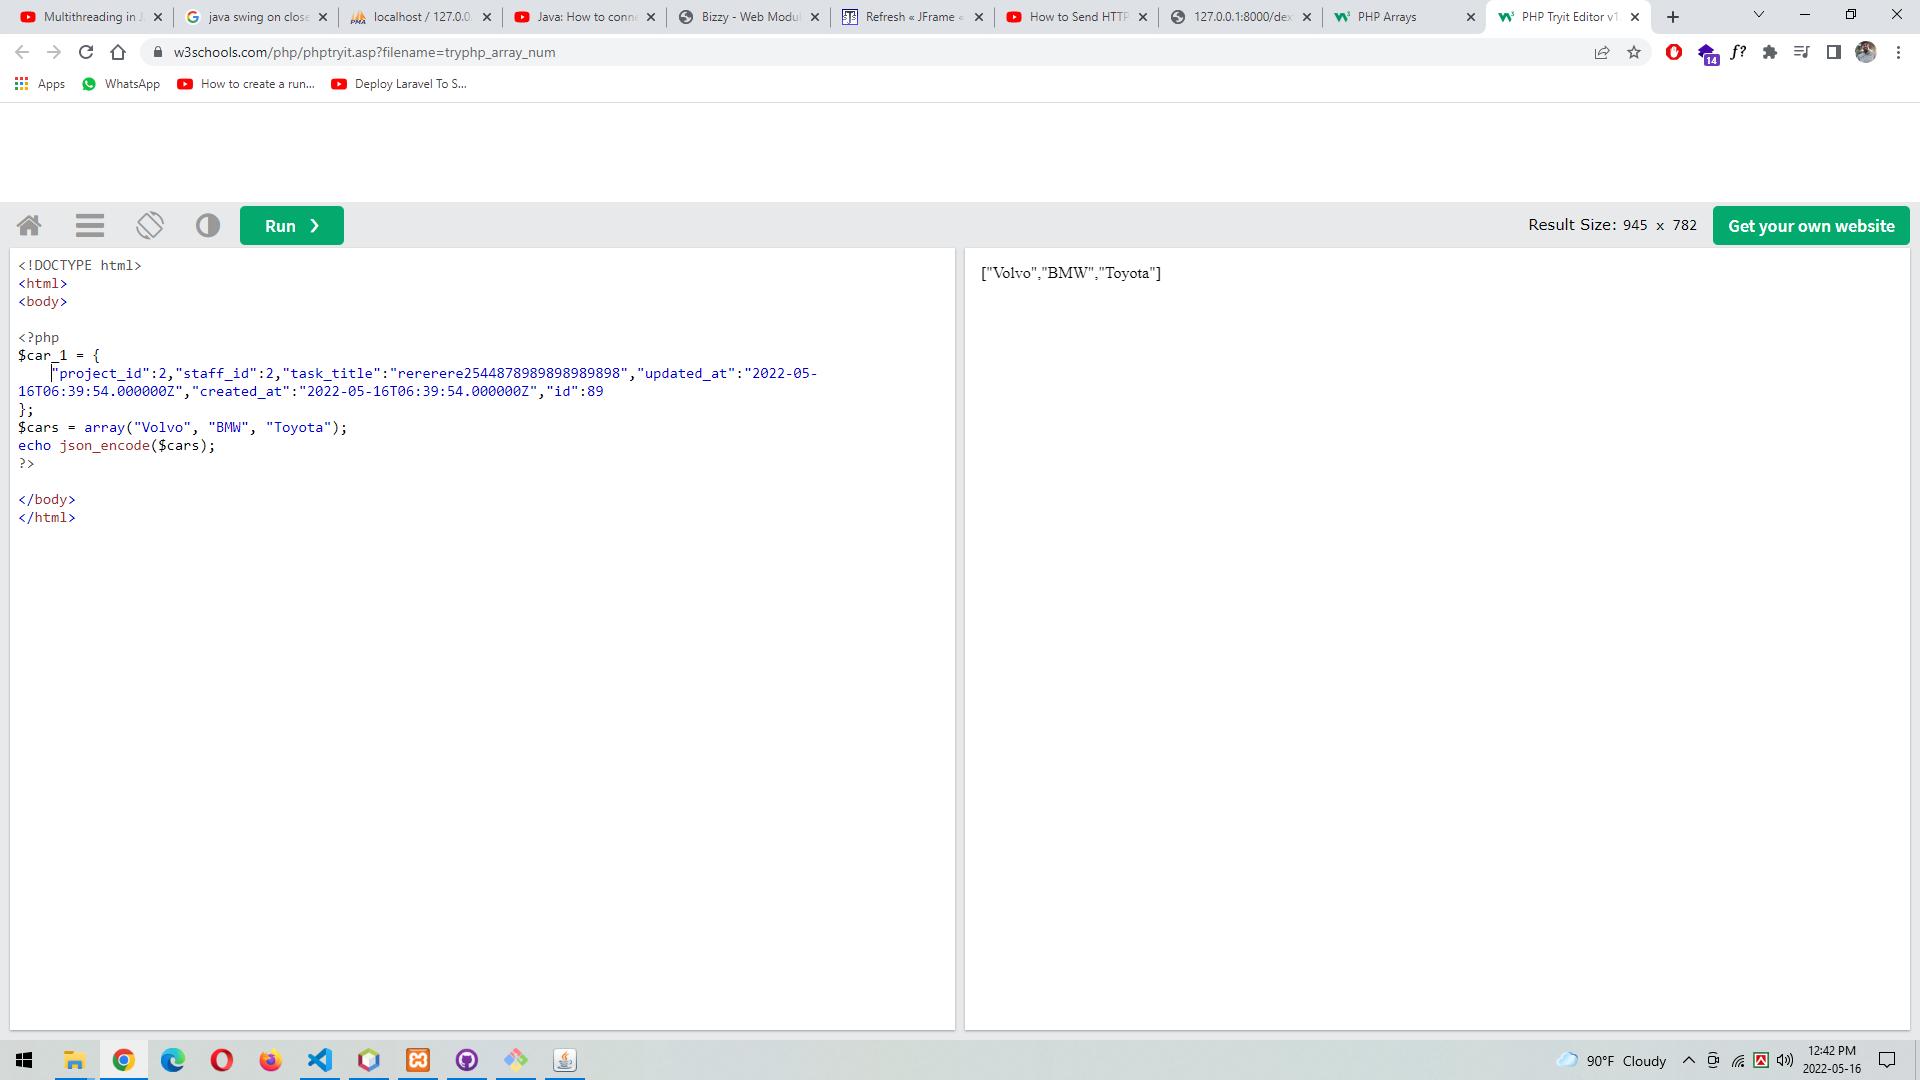 Multithreading in J
java swing on close
localhost / 127.0.0.
Java: How to conne
Bizzy - Web Modul
Refresh « JFrame «
How to Send HTTP
127.0.0.1:8000/dex
PHP Arrays
PHP Tryit Editor v1.
w3schools.com/php/phptryit.asp?filename=tryphp_array_num
14
f?
Apps
WhatsApp
How to create a run...
Deploy Laravel To S...
Run ❯
Result Size: 945 x 782
Get your own website
<!DOCTYPE html>
<html>
<body>
<?php
$car_1 = {
"project_id":2,"staff_id":2,"task_title":"rererere2544878989898989898","updated_at":"2022-05-
16T06:39:54.000000Z","created_at":"2022-05-16T06:39:54.000000Z","id":89
};
$cars = array("Volvo", "BMW", "Toyota");
echo json_encode($cars);
?>
</body>
</html>
["Volvo","BMW","Toyota"]
90°F Cloudy
12:42 PM
2022-05-16